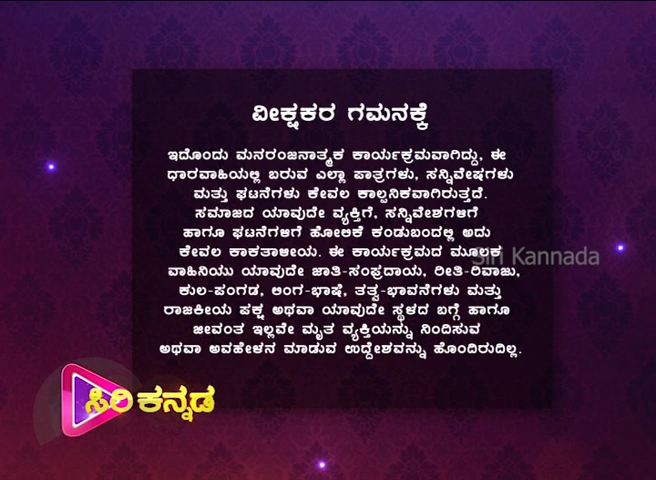 ವೀಕ್ಷಕರ ಗಮನಕ್ಕೆ
ಇದೊಂದು ಮನರಂಜನಾತ್ಮಕ ಕಾರ್ಯಕ್ರಮವಾಗಿದ್ದು, ಈ
ಧಾರವಾಹಿಯಲ್ಲಿ ಬರುವ ಎಲ್ಲಾ ಪಾತ್ರಗಳು, ಸನ್ನಿವೇಷಗಳು
ಮತ್ತು ಘಟನೆಗಳು ಕೇವಲ ಕಾಲ್ಪನಿಕವಾಗಿರುತ್ತದೆ.
ಸಮಾಜದ ಯಾವುದೇ ವ್ಯಕ್ತಿಗೆ, ಸನ್ನಿವೇಶಗಳಿಗೆ
ಹಾಗೂ ಘಟನೆಗಳಿಗೆ ಹೋಲಿಕೆ ಕಂಡುಬಂದಲ್ಲಿ ಅದು
ಕೇವಲ ಕಾಕತಾಳೀಯ. ಈ ಕಾರ್ಯಕ್ರಮದ ಮೂಲಕ
Siri Kannada
ವಾಹಿನಿಯು ಯಾವುದೇ ಜಾತಿ-ಸಂಪ್ರದಾಯ, ರೀತಿ-ರಿವಾಜು,
ಕುಲ-ಪಂಗಡ, ಲಿಂಗ-ಭಾಷೆ, ತತ್ವ-ಭಾವನೆಗಳು ಮತ್ತು
ರಾಜಕೀಯ ಪಕ್ಷ ಅಥವಾ ಯಾವುದೇ ಸ್ಥಳದ ಬಗ್ಗೆ ಹಾಗೂ
ಜೀವಂತ ಇಲ್ಲವೇ ಮೃತ ವ್ಯಕ್ತಿಯನ್ನು ನಿಂದಿಸುವ
ಅಥವಾ ಅವಹೇಳನ ಮಾಡುವ ಉದ್ದೇಶವನ್ನು ಹೊಂದಿರುದಿಲ್ಲ.
ಸಿರಿ ಕನ್ನಡ